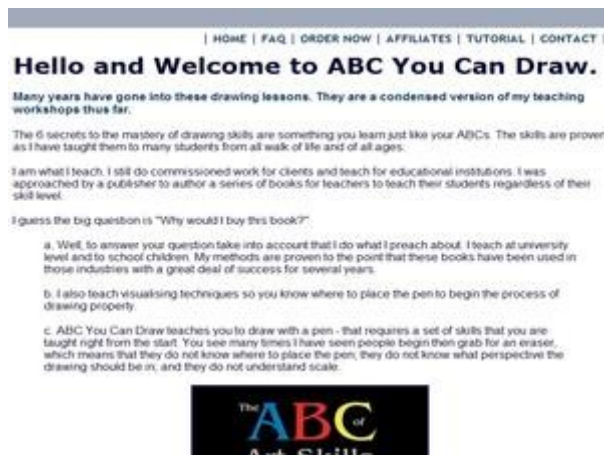 | HOME | FAQ | ORDER NOW | AFFILIATES | TUTORIAL | CONTACT |
Hello and Welcome to ABC You Can Draw.
Many years have gone into these drawing lessons. They are a condensed version of my teaching
workshops thus far.
The 6 secrets to the mastery of drawing skills are something you learn just like your ABCs. The skills are proven
as I have taught them to many students from all walk of life and of all ages.
I am what I teach. I still do commissioned work for clients and teach for educational institutions. I was
approached by a publisher to author a series of books for teachers to teach their students regardless of their
skill level.
I guess the big question is "Why would I buy this book?"
a. Well, to answer your question take into account that I do what I preach about. I teach at university
level and to school children. My methods are proven to the point that these books have been used in
those industries with a great deal of success for several years.
b. I also teach visualising techniques so you know where to place the pen to begin the process of
drawing property.
c. ABC You Can Draw teaches you to draw with a pen - that requires a set of skills that you are
taught right from the start. You see many times I have seen people begin then grab for an eraser,
which means that they do not know where to place the pen; they do not know what perspective the
drawing should be in; and they do not understand scale.
The ABC of
Art Skills